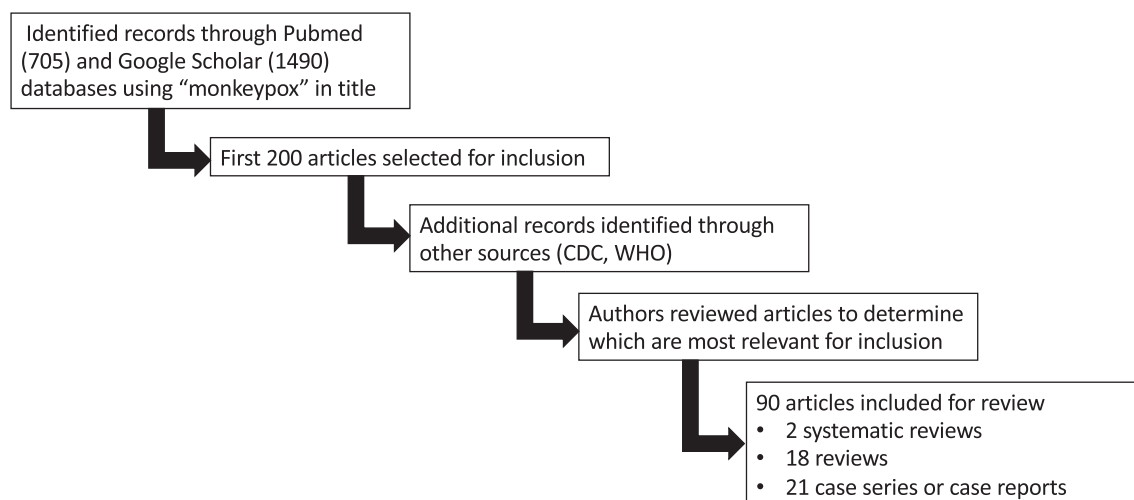 Identified records through Pubmed
(705) and Google Scholar (1490)
databases using “monkeypox” in title
First 200 articles selected for inclusion
Additional records identified through
other sources (CDC, WHO)
Authors reviewed articles to determine
which are most relevant for inclusion
90 articles included for review
• 2 systematic reviews
• 18 reviews
• 21 case series or case reports